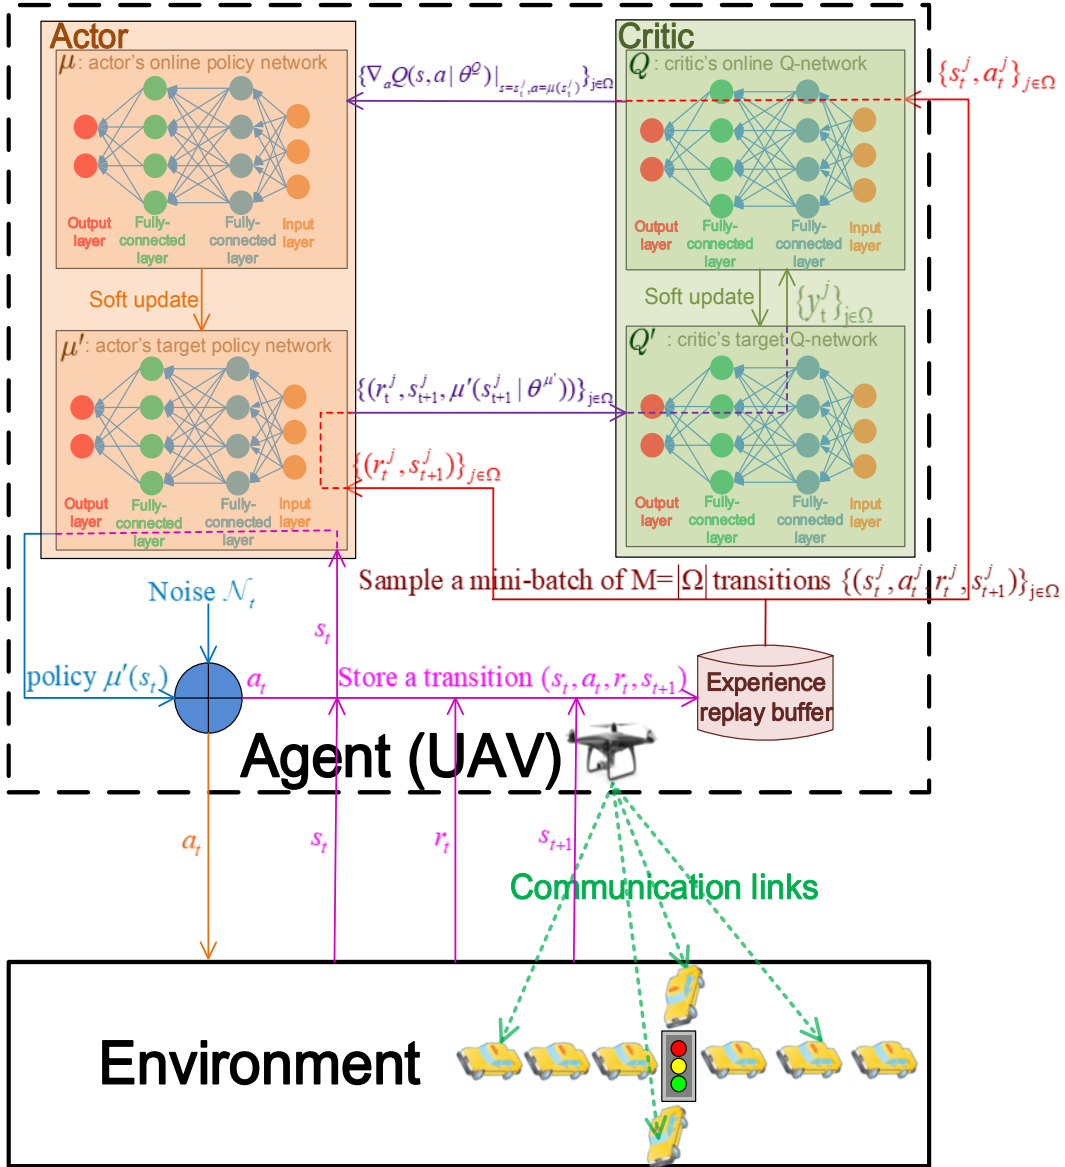 Actor
μ : actor's online policy network
Output layer
Fully-connected layer
Fully-connected layer
Input layer
Soft update
μ' : actor's target policy network
Output layer
Fully-connected layer
Fully-connected layer
Input layer
{∇ₐQ(s,a|θ^Q)|_{s=s_t^j,a=μ(s_t^j)}}_{j∈Ω}
Critic
Q : critic's online Q-network
Output layer
Fully-connected layer
Fully-connected layer
Input layer
{s_t^j, a_t^j}_{j∈Ω}
Soft update
{y_t^j}_{j∈Ω}
Q' : critic's target Q-network
Output layer
Fully-connected layer
Fully-connected layer
Input layer
{(r_t^j, s_{t+1}^j, μ'(s_{t+1}^j | θ^{μ'}))}_{j∈Ω}
{(r_t^j, s_{t+1}^j)}_{j∈Ω}
Sample a mini-batch of M=|Ω| transitions {(s_t^j, a_t^j, r_t^j, s_{t+1}^j)}_{j∈Ω}
Noise 𝒩_t
s_t
policy μ'(s_t)
a_t
Store a transition (s_t, a_t, r_t, s_{t+1})
Experience
replay buffer
Agent (UAV)
a_t
s_t
r_t
s_{t+1}
Communication links
Environment